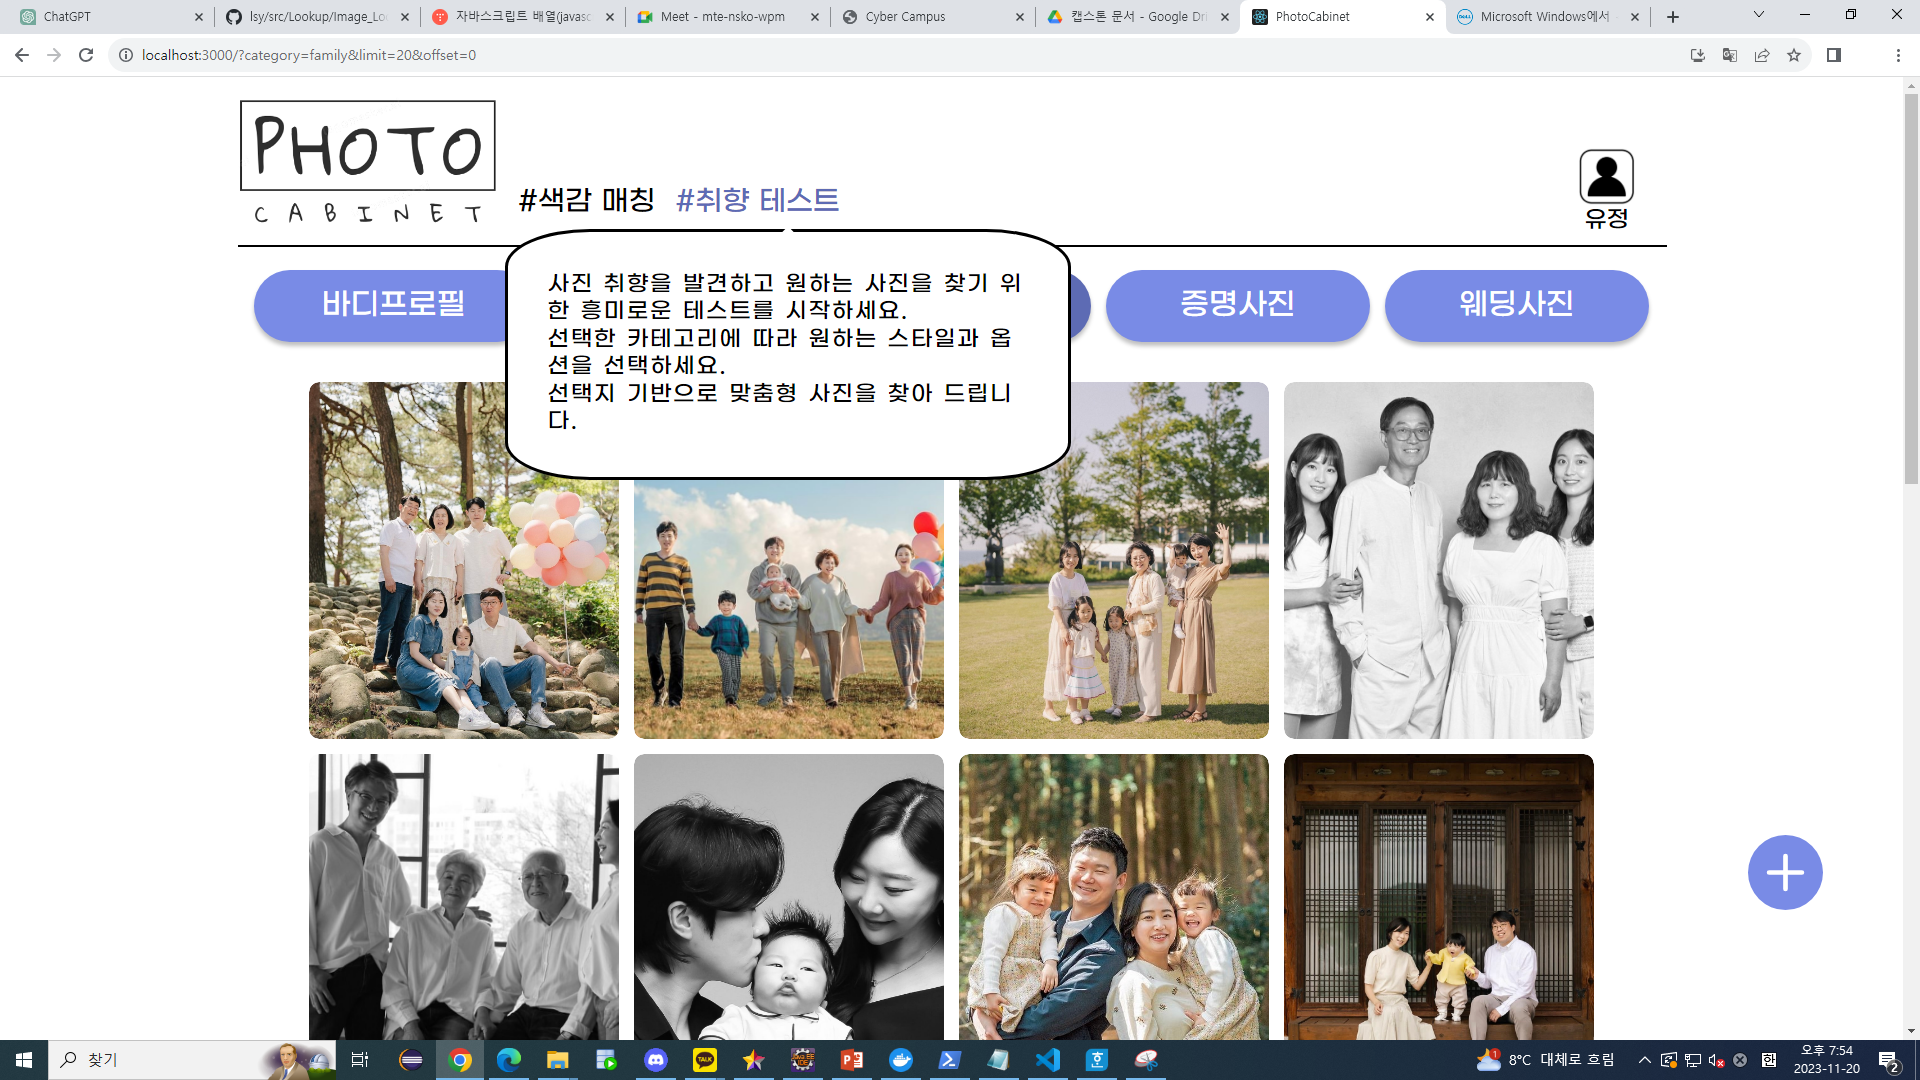 ChatGPT
lsy/src/Lookup/Image_Lo
자바스크립트 배열(javasc
Meet - mte-nsko-wpm
Cyber Campus
캡스톤 문서 - Google Dri
PhotoCabinet
Microsoft Windows에서
localhost:3000/?category=family&limit=20&offset=0
PHOTO
CABINET
#색감 매칭
#취향 테스트
유정
바디프로필
증명사진
웨딩사진
사진 취향을 발견하고 원하는 사진을 찾기 위
한 흥미로운 테스트를 시작하세요.
선택한 카테고리에 따라 원하는 스타일과 옵
션을 선택하세요.
선택지 기반으로 맞춤형 사진을 찾아 드립니
다.
찾기
TALK
1
8°C 대체로 흐림
한
오후 7:54
2023-11-20
2